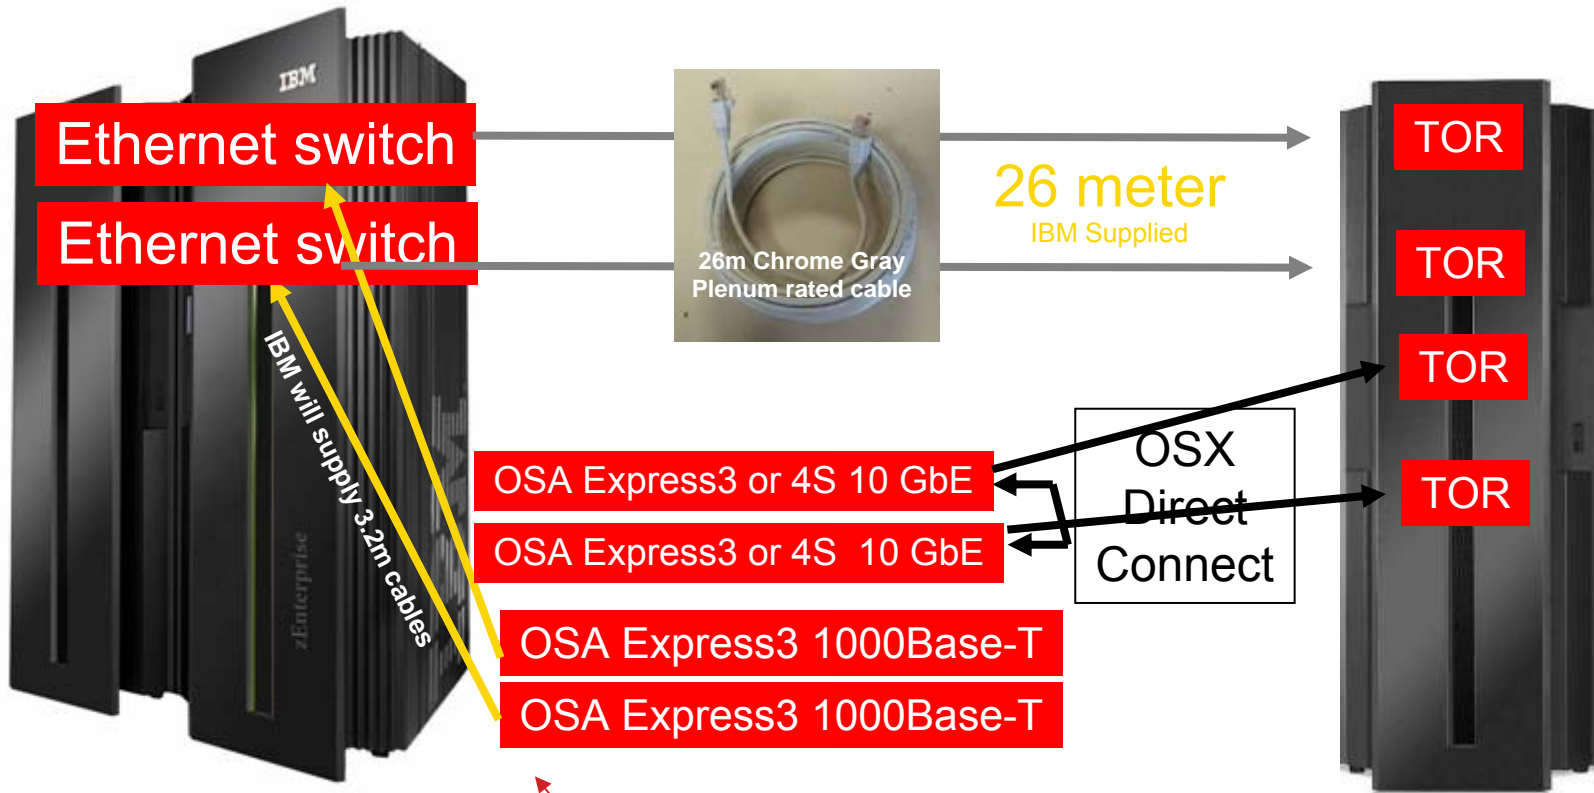 IBM
Ethernet switch
Ethernet switch
26m Chrome Gray
Plenum rated cable
26 meter
IBM Supplied
TOR
TOR
TOR
TOR
IBM will supply 3.2m cables
OSX
Direct
Connect
OSA Express3 or 4S 10 GbE
OSA Express3 or 4S 10 GbE
zEnterprise
OSA Express3 1000Base-T
OSA Express3 1000Base-T